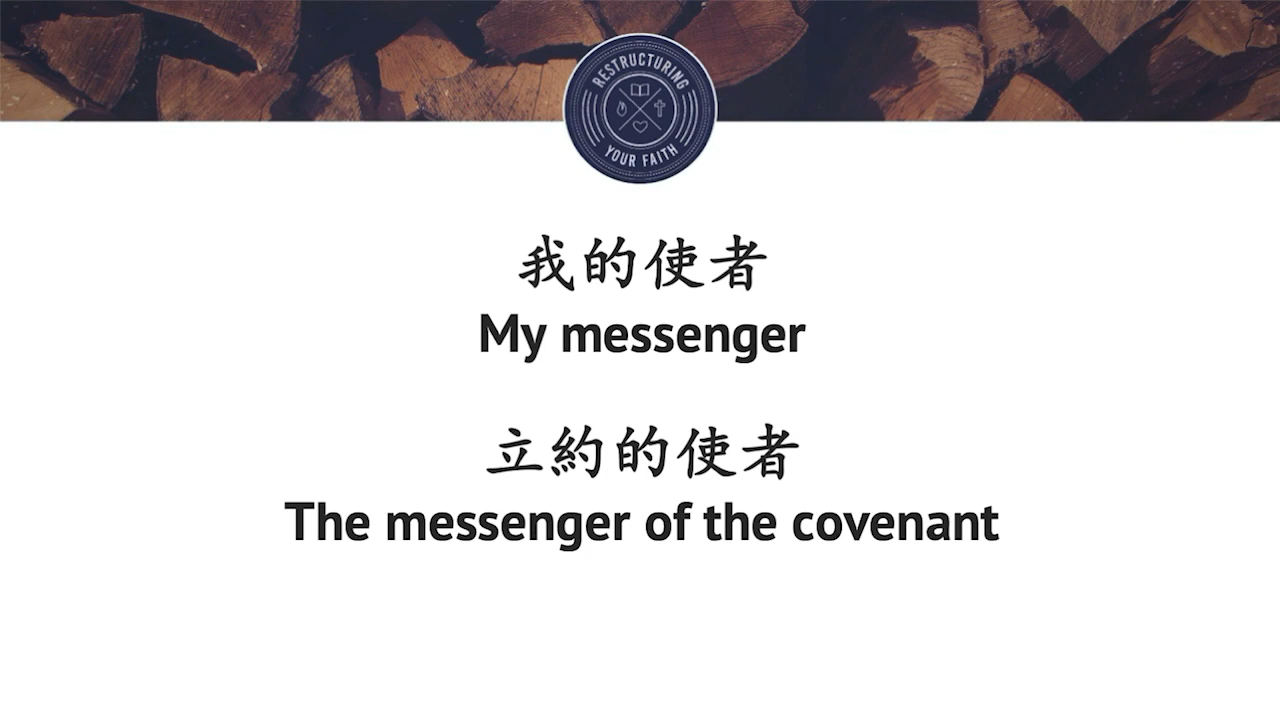 RESTRUCTURING
YOUR FAITH
我的使者
My messenger
立約的使者
The messenger of the covenant